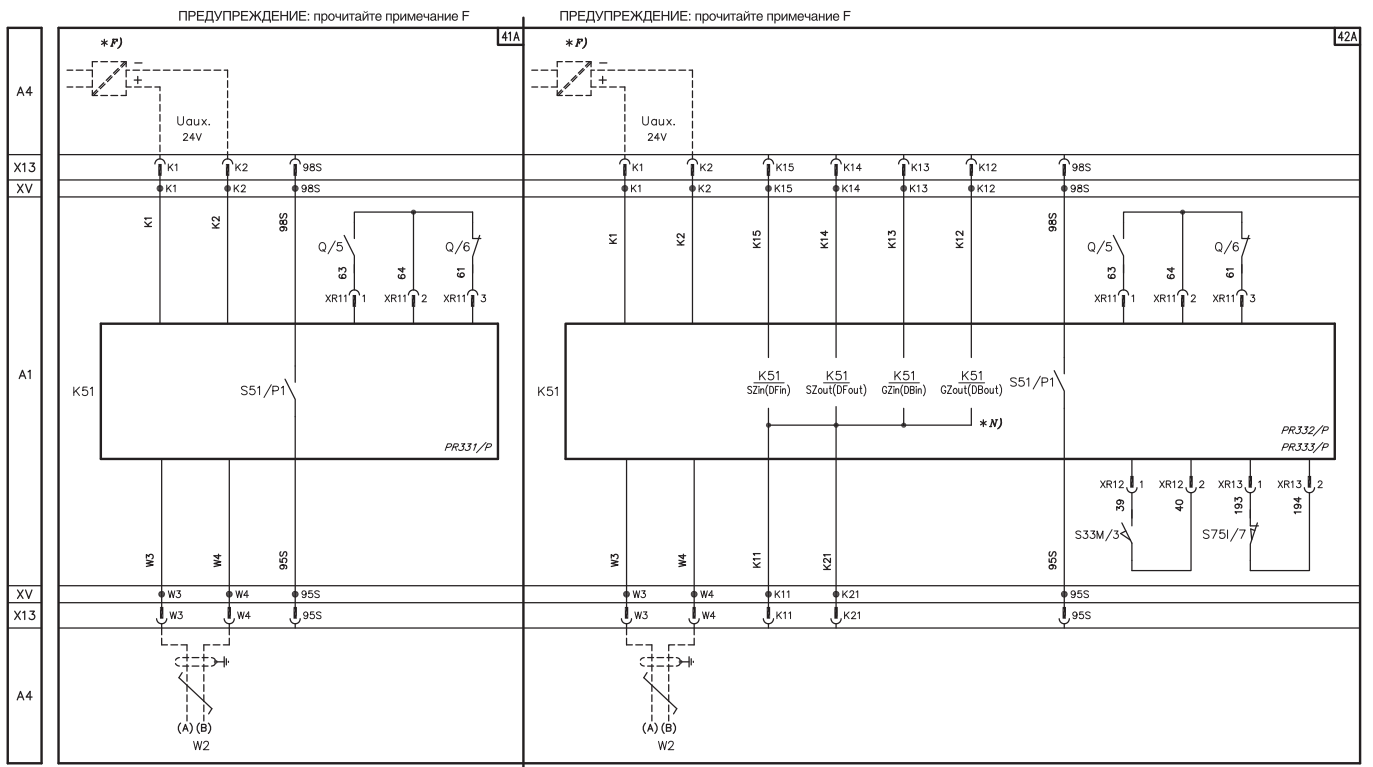 ПРЕДУПРЕЖДЕНИЕ: прочитайте примечание F
ПРЕДУПРЕЖДЕНИЕ: прочитайте примечание F
A4
X13
XV
A1
XV
X13
A4
41A
*F)
−
+
Uaux.
24V
K1 K2 98S
K1 K2 98S
K1 K2 98S
Q/5 Q/6
63 64 61
XR11 1 XR11 2 XR11 3
K51
S51/P1
PR331/P
W3 W4 95S
W3 W4 95S
W3 W4 95S
(A) (B)
W2
42A
*F)
−
+
Uaux.
24V
K1 K2 K15 K14 K13 K12 98S
K1 K2 K15 K14 K13 K12 98S
K1 K2 K15 K14 K13 K12 98S
Q/5 Q/6
63 64 61
XR11 1 XR11 2 XR11 3
K51
K51 K51 K51 K51
SZin(DFin) SZout(DFout) GZin(DBin) GZout(DBout)
S51/P1
*N)
PR332/P
PR333/P
XR12 1 XR12 2 XR13 1 XR13 2
39 40 193 194
S33M/3 S75I/7
W3 W4 K11 K21 95S
W3 W4 K11 K21 95S
W3 W4 K11 K21 95S
(A) (B)
W2